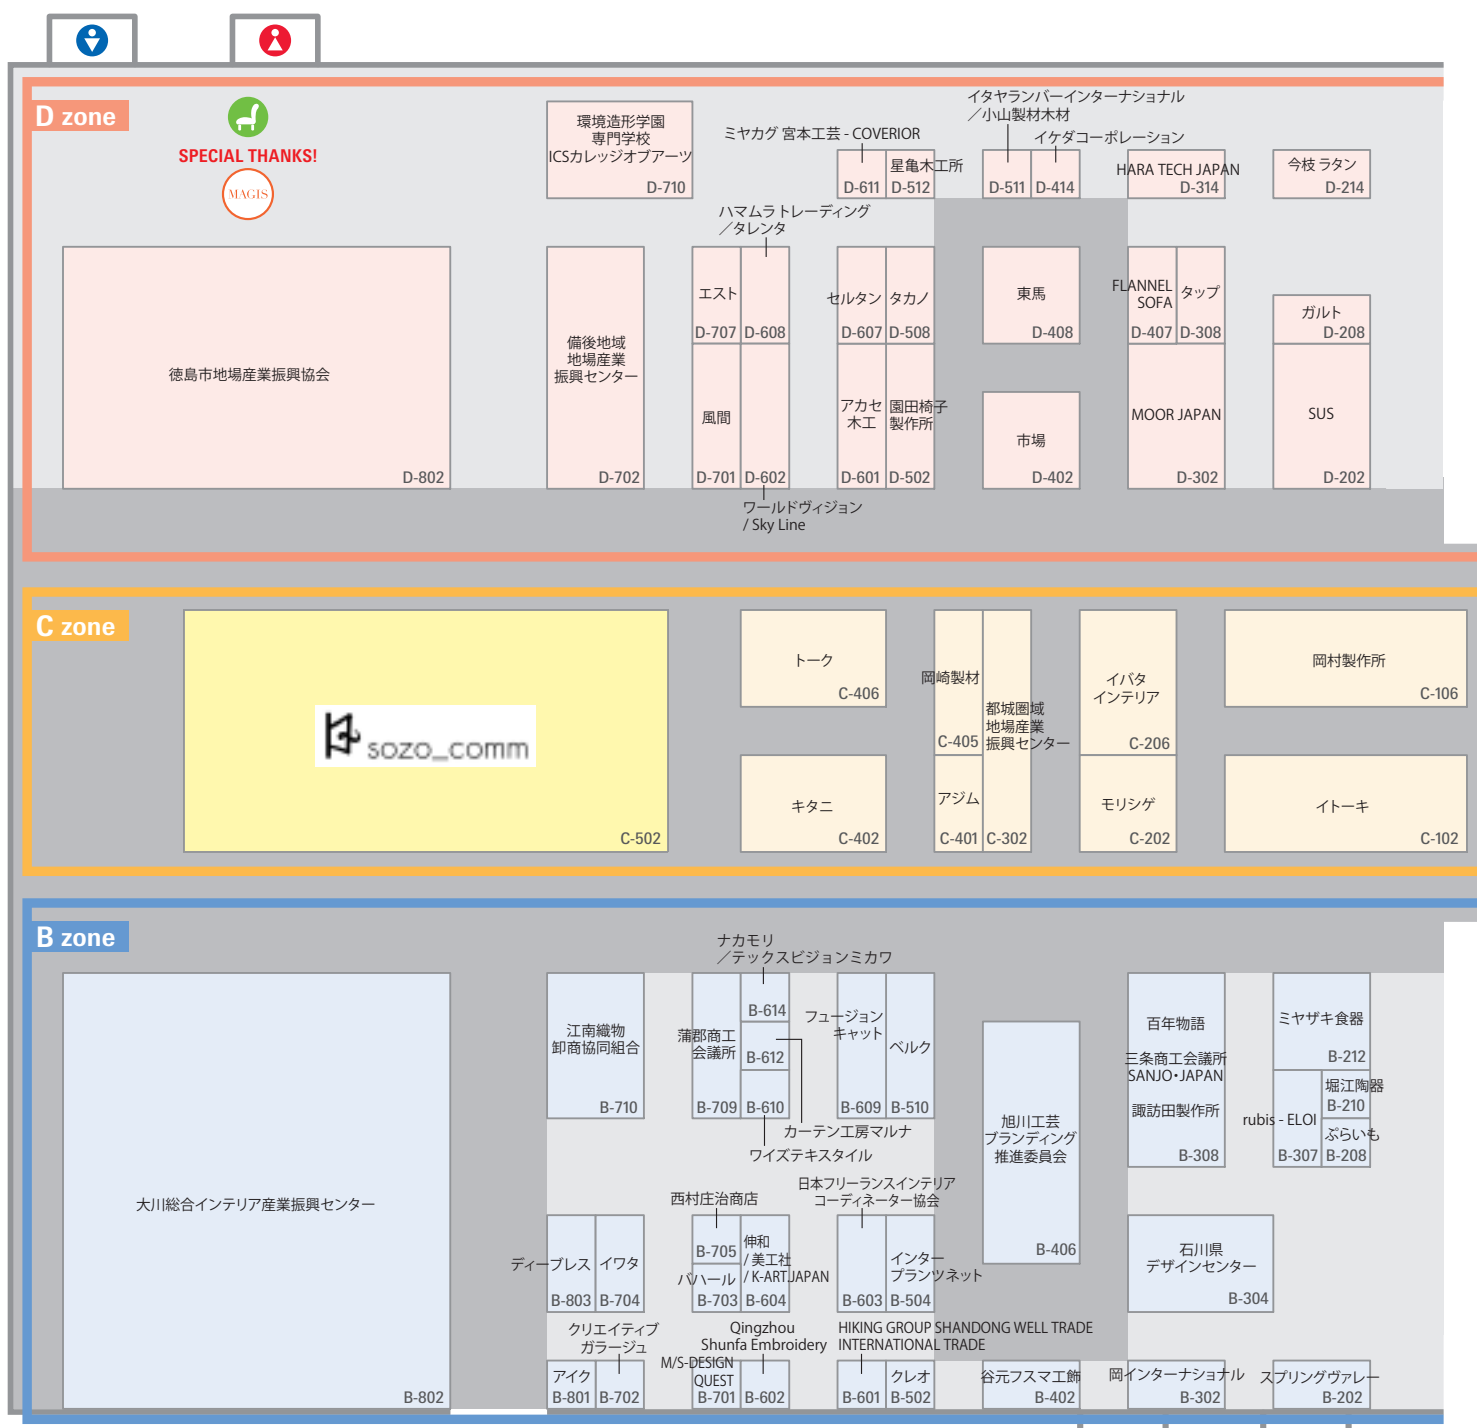 D zone
SPECIAL THANKS!
MAGIS
環境造形学園
専門学校
ICSカレッジオブアーツ
D-710
ミヤカグ 宮本工芸 - COVERIOR
D-611
星亀木工所
D-512
イタヤランバーインターナショナル
／小山製材木材
D-511
イケダコーポレーション
D-414
HARA TECH JAPAN
D-314
今枝 ラタン
D-214
徳島市地場産業振興協会
D-802
備後地域
地場産業
振興センター
D-702
エスト
D-707
ハマムラトレーディング
／タレンタ
D-608
風間
D-701
D-602
ワールドヴィジョン
/ Sky Line
セルタン
D-607
タカノ
D-508
アカセ
木工
D-601
園田椅子
製作所
D-502
東馬
D-408
市場
D-402
FLANNEL
SOFA
D-407
タップ
D-308
MOOR JAPAN
D-302
ガルト
D-208
SUS
D-202
C zone
sozo_comm
C-502
トーク
C-406
キタニ
C-402
岡崎製材
C-405
アジム
C-401
都城圏域
地場産業
振興センター
C-302
イバタ
インテリア
C-206
モリシゲ
C-202
岡村製作所
C-106
イトーキ
C-102
B zone
大川総合インテリア産業振興センター
B-802
江南織物
卸商協同組合
B-710
蒲郡商工
会議所
B-709
ナカモリ
／テックスビジョンミカワ
B-614
B-612
カーテン工房マルナ
B-610
ワイズテキスタイル
フュージョン
キャット
B-609
ベルク
B-510
旭川工芸
ブランディング
推進委員会
B-406
百年物語
三条商工会議所
SANJO・JAPAN
諏訪田製作所
B-308
ミヤザキ食器
B-212
rubis - ELOI
B-307
堀江陶器
B-210
ぷらいも
B-208
ディーブレス
B-803
イワタ
B-704
西村庄治商店
B-705
バハール
B-703
伸和
/ 美工社
/ K-ART.JAPAN
B-604
日本フリーランスインテリア
コーディネーター協会
B-603
インター
プランツネット
B-504
石川県
デザインセンター
B-304
アイク
B-801
クリエイティブ
ガラージュ
B-702
M/S-DESIGN
QUEST
B-701
Qingzhou
Shunfa Embroidery
B-602
HIKING GROUP SHANDONG WELL TRADE
INTERNATIONAL TRADE
B-601
クレオ
B-502
谷元フスマ工飾
B-402
岡インターナショナル
B-302
スプリングヴァレー
B-202